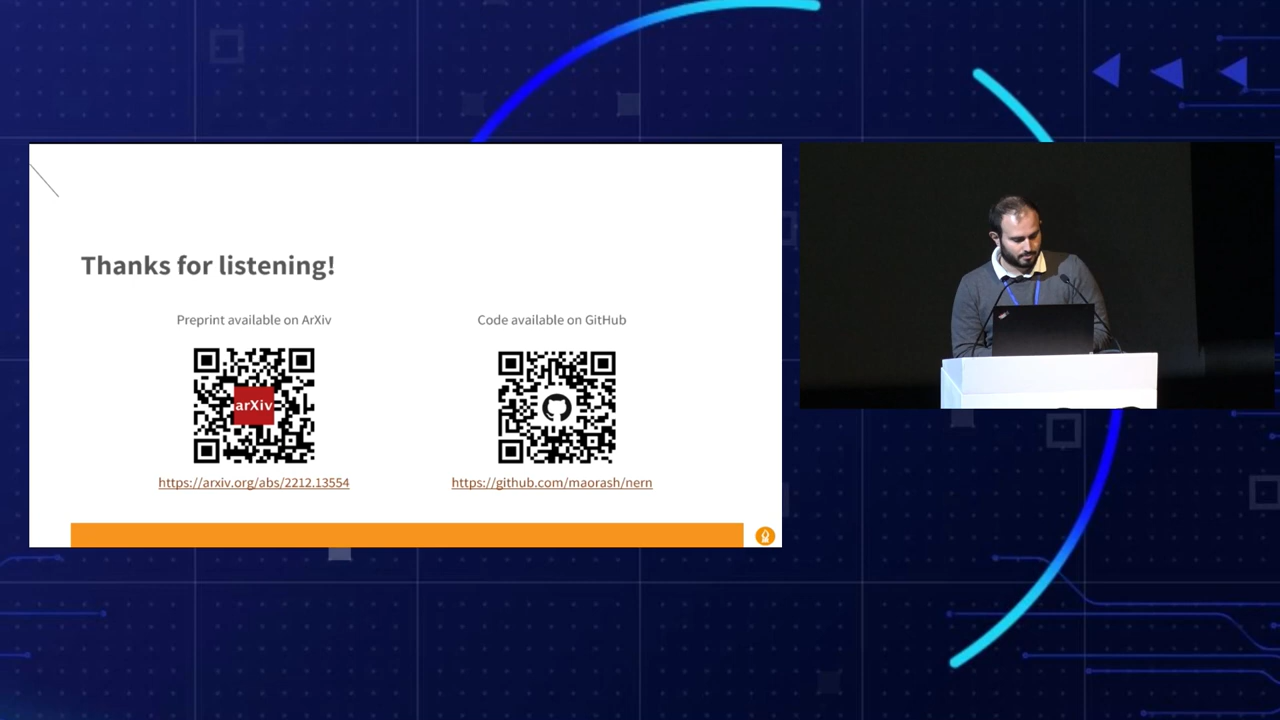 Thanks for listening!
Preprint available on ArXiv
Code available on GitHub
arXiv
https://arxiv.org/abs/2212.13554
https://github.com/maorash/nern